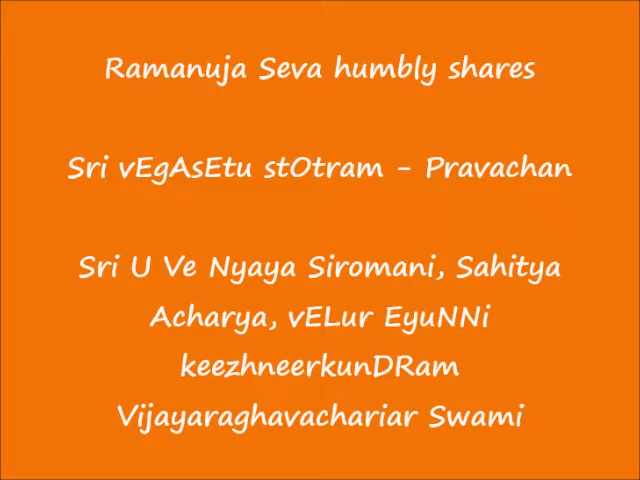 Ramanuja Seva humbly shares
Sri vEgAsEtu stOtram - Pravachan
Sri U Ve Nyaya Siromani, Sahitya
Acharya, vELur EyuNNi
keezhneerkunDRam
Vijayaraghavachariar Swami